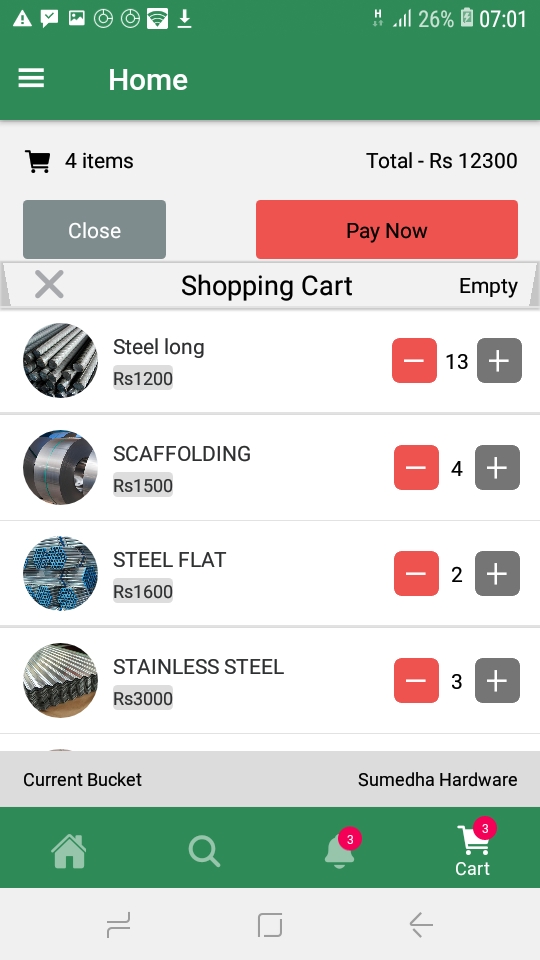 H 26% 07:01
Home
4 items Total - Rs 12300
Close Pay Now
Shopping Cart Empty
Steel long
Rs1200
13
SCAFFOLDING
Rs1500
4
STEEL FLAT
Rs1600
2
STAINLESS STEEL
Rs3000
3
Current Bucket Sumedha Hardware
3 3
Cart